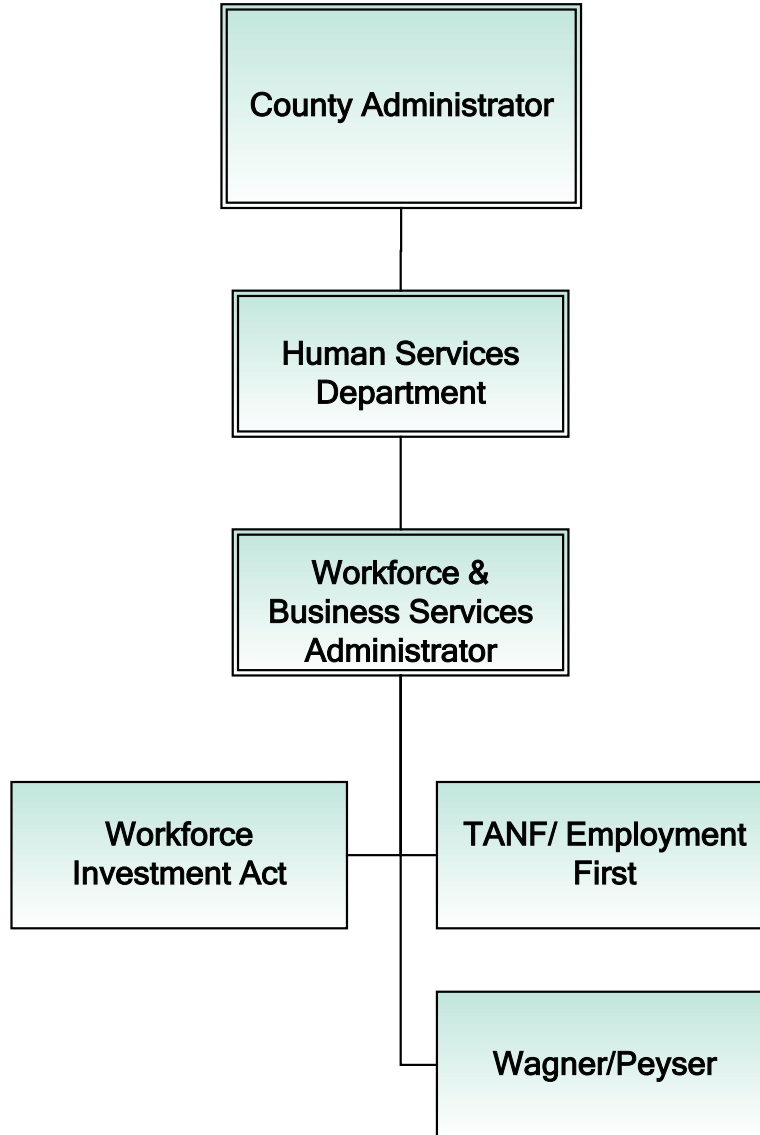 County Administrator
Human Services
Department
Workforce &
Business Services
Administrator
Workforce
Investment Act
TANF/ Employment
First
Wagner/Peyser